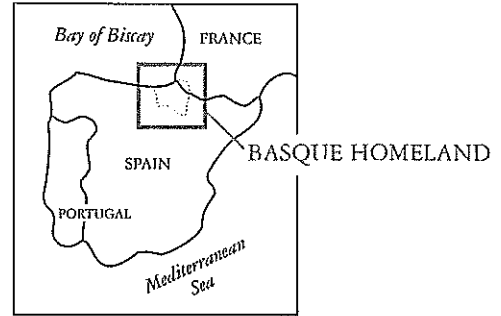 Bay of Biscay
FRANCE
BASQUE HOMELAND
SPAIN
PORTUGAL
Mediterranean
Sea